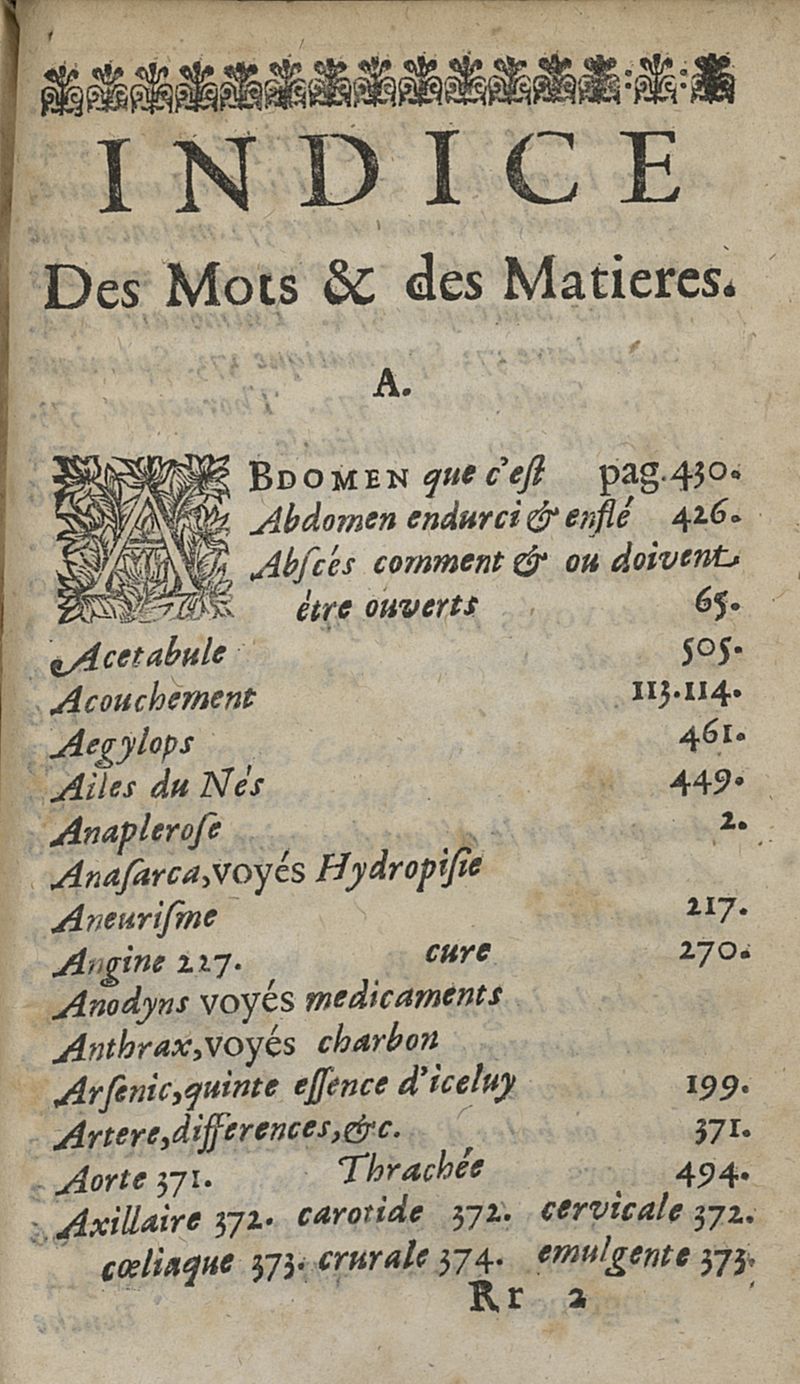 INDICE
Des Mots & des Matieres.
A.
ABDOMEN que c'eſt pag.430.
Abdomen endurci & enflé 426.
Abſcés comment & ou doivent
étre ouverts 65.
Acetabule 505.
Acouchement 113.114.
Aegylops 461.
Ailes du Nés 449.
Anapleroſe 2.
Anaſarca,voyés Hydropiſie
Aneuriſme 217.
Angine 227. cure 270.
Anodyns voyés medicaments
Anthrax,voyés charbon
Arſenic,quinte eſſence d'iceluy 199.
Artere,differences,&c. 371.
Aorte 371. Thrachée 494.
Axillaire 372. carotide 372. cervicale 372.
cœliaque 373. crurale 374. emulgente 373.
Rr 2